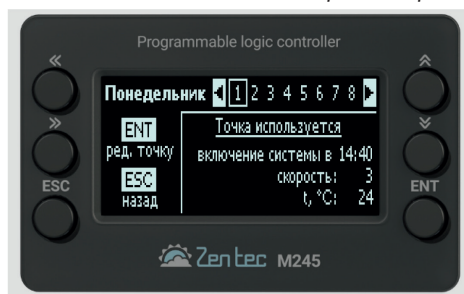 Programmable logic controller
Понедельник 1 2 3 4 5 6 7 8
ENT
ред. точку
ESC
назад
Точка используется
включение системы в 14:40
скорость: 3
t, °C: 24
ESC
ENT
Zentec M245